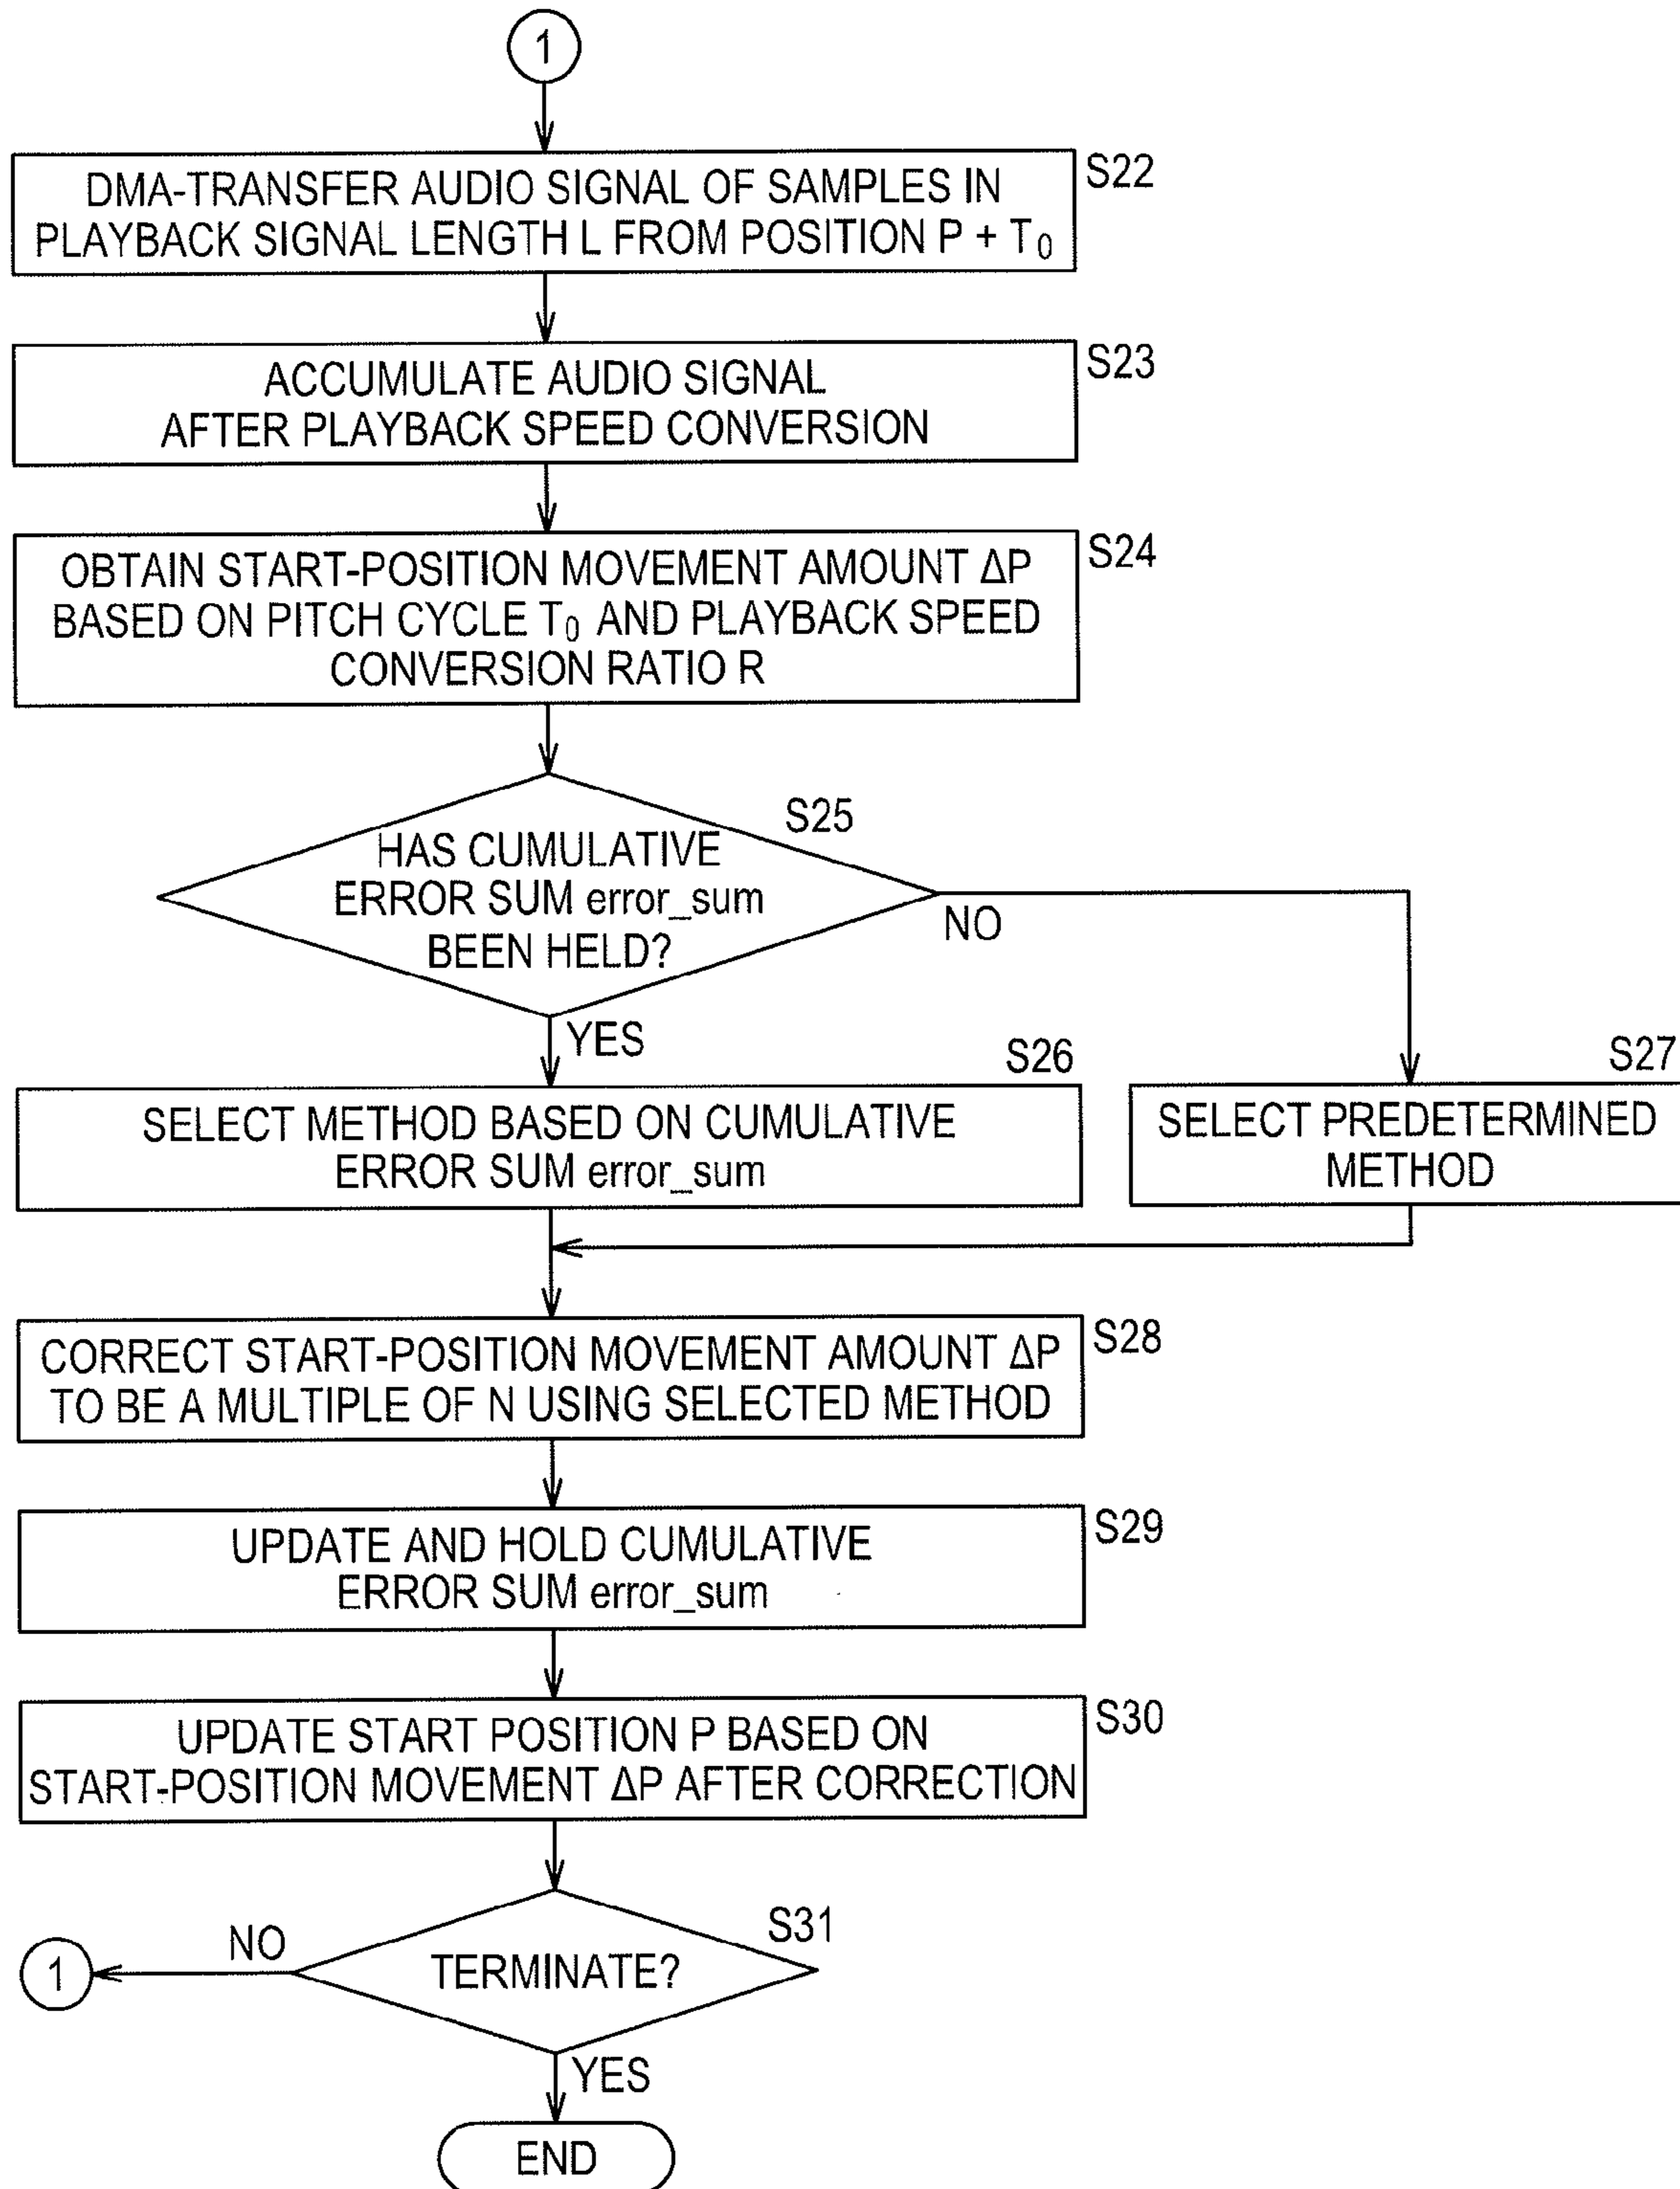 1
DMA-TRANSFER AUDIO SIGNAL OF SAMPLES IN
PLAYBACK SIGNAL LENGTH L FROM POSITION P + T₀
S22
ACCUMULATE AUDIO SIGNAL
AFTER PLAYBACK SPEED CONVERSION
S23
OBTAIN START-POSITION MOVEMENT AMOUNT ΔP
BASED ON PITCH CYCLE T₀ AND PLAYBACK SPEED
CONVERSION RATIO R
S24
S25
HAS CUMULATIVE
ERROR SUM error_sum
BEEN HELD?
NO
YES
S26
SELECT METHOD BASED ON CUMULATIVE
ERROR SUM error_sum
S27
SELECT PREDETERMINED
METHOD
CORRECT START-POSITION MOVEMENT AMOUNT ΔP
TO BE A MULTIPLE OF N USING SELECTED METHOD
S28
UPDATE AND HOLD CUMULATIVE
ERROR SUM error_sum
S29
UPDATE START POSITION P BASED ON
START-POSITION MOVEMENT ΔP AFTER CORRECTION
S30
S31
TERMINATE?
NO
1
YES
END